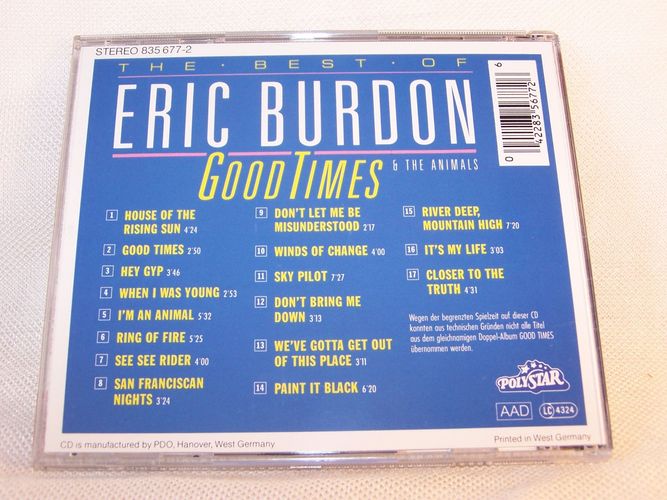 STEREO 835 677-2
THE · BEST · OF
ERIC BURDON
GOOD TIMES & THE ANIMALS
0 42283 56772 6
1 HOUSE OF THE
RISING SUN 4'24
2 GOOD TIMES 2'50
3 HEY GYP 3'46
4 WHEN I WAS YOUNG 2'53
5 I'M AN ANIMAL 5'32
6 RING OF FIRE 5'25
7 SEE SEE RIDER 4'00
8 SAN FRANCISCAN
NIGHTS 3'24
9 DON'T LET ME BE
MISUNDERSTOOD 2'17
10 WINDS OF CHANGE 4'00
11 SKY PILOT 7'27
12 DON'T BRING ME
DOWN 3'13
13 WE'VE GOTTA GET OUT
OF THIS PLACE 3'11
14 PAINT IT BLACK 6'20
15 RIVER DEEP,
MOUNTAIN HIGH 7'20
16 IT'S MY LIFE 3'03
17 CLOSER TO THE
TRUTH 4'31
Wegen der begrenzten Spielzeit auf dieser CD
konnten aus technischen Gründen nicht alle Titel
aus dem gleichnamigen Doppel-Album GOOD TIMES
übernommen werden.
POLYSTAR
AAD
LC 4324
CD is manufactured by PDO, Hanover, West Germany
Printed in West Germany